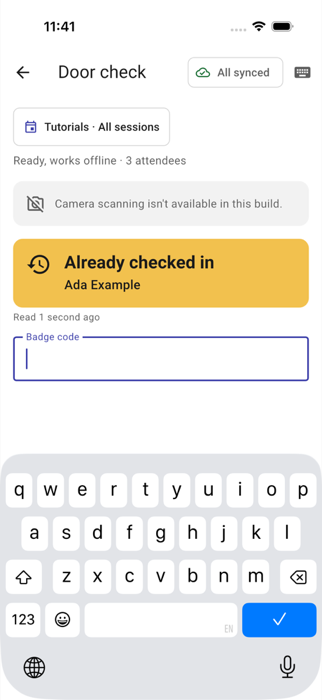 11:41
Door check
All synced
Tutorials · All sessions
Ready, works offline · 3 attendees
Camera scanning isn't available in this build.
Already checked in
Ada Example
Read 1 second ago
Badge code
q w e r t y u i o p
a s d f g h j k l
z x c v b n m
123
EN